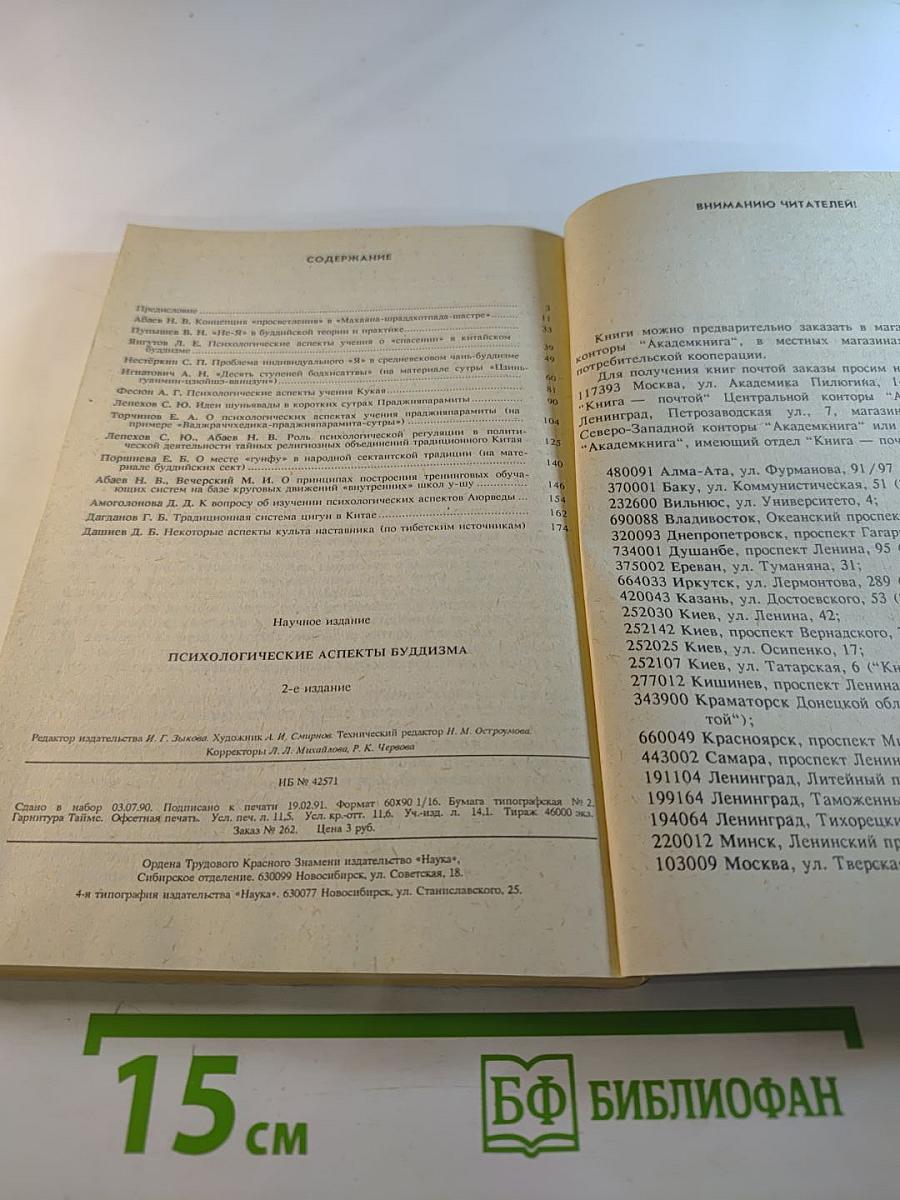 СОДЕРЖАНИЕ
Предисловие 3
Абаев Н. В. Концепция «просветления» в «Махаяна-шраддхотпада-шастре» 11
Пупышев В. Н. «Не-Я» в буддийской теории и практике 33
Янгутов Л. Е. Психологические аспекты учения о «спасении» в китайском
буддизме 39
Нестёркин С. П. Проблема индивидуального «Я» в средневековом чань-буддизме 49
Игнатович А. Н. «Десять ступеней бодхисаттвы» (на материале сутры «Цзинь-
гуанмин-цзюйшэ-ванцзун») 60
Фесюн А. Г. Психологические аспекты учения Кукая 81
Лепехов С. Ю. Идеи шуньявады в коротких сутрах Праджняпарамиты 90
Торчинов Е. А. О психологических аспектах учения праджняпарамиты (на
примере «Ваджраччхедика-праджняпарамита-сутры») 104
Лепехов С. Ю., Абаев Н. В. Роль психологической регуляции в полити-
ческой деятельности тайных религиозных объединений традиционного Китая 125
Поршнева Е. Б. О месте «гунфу» в народной сектантской традиции (на мате-
риале буддийских сект) 140
Абаев Н. В., Вечерский М. И. О принципах построения тренинговых обуча-
ющих систем на базе круговых движений «внутренних» школ у-шу 146
Амоголонова Д. Д. К вопросу об изучении психологических аспектов Аюрведы ... 154
Дагданов Г. Б. Традиционная система цигун в Китае 162
Дашиев Д. Б. Некоторые аспекты культа наставника (по тибетским источникам) 174
Научное издание
ПСИХОЛОГИЧЕСКИЕ АСПЕКТЫ БУДДИЗМА
2-е издание
Редактор издательства И. Г. Зыкова. Художник А. И. Смирнов. Технический редактор Н. М. Остроумова.
Корректоры Л. Л. Михайлова, Р. К. Червова
ИБ № 42571
Сдано в набор 03.07.90. Подписано к печати 19.02.91. Формат 60х90 1/16. Бумага типографская № 2.
Гарнитура Таймс. Офсетная печать. Усл. печ. л. 11,5. Усл. кр.-отт. 11,6. Уч.-изд. л. 14,1. Тираж 46000 экз.
Заказ № 262. Цена 3 руб.
Ордена Трудового Красного Знамени издательство «Наука»,
Сибирское отделение. 630099 Новосибирск, ул. Советская, 18.
4-я типография издательства «Наука». 630077 Новосибирск, ул. Станиславского, 25.
ВНИМАНИЮ ЧИТАТЕЛЕЙ!
Книги можно предварительно заказать в мага
конторы "Академкнига", в местных магазинах
потребительской кооперации.
Для получения книг почтой заказы просим н
117393 Москва, ул. Академика Пилюгина, 1
"Книга — почтой" Центральной конторы "А
Ленинград, Петрозаводская ул., 7, магазин
Северо-Западной конторы "Академкнига" или
"Академкнига", имеющий отдел "Книга — поч
480091 Алма-Ата, ул. Фурманова, 91/97
370001 Баку, ул. Коммунистическая, 51 (
232600 Вильнюс, ул. Университето, 4;
690088 Владивосток, Океанский проспек
320093 Днепропетровск, проспект Гагар
734001 Душанбе, проспект Ленина, 95 (
375002 Ереван, ул. Туманяна, 31;
664033 Иркутск, ул. Лермонтова, 289 (
420043 Казань, ул. Достоевского, 53 (
252030 Киев, ул. Ленина, 42;
252142 Киев, проспект Вернадского,
252025 Киев, ул. Осипенко, 17;
252107 Киев, ул. Татарская, 6 ("Кн
277012 Кишинев, проспект Ленина
343900 Краматорск Донецкой обл
той");
660049 Красноярск, проспект Ми
443002 Самара, проспект Ленин
191104 Ленинград, Литейный п
199164 Ленинград, Таможенны
194064 Ленинград, Тихорецки
220012 Минск, Ленинский пр
103009 Москва, ул. Тверска
15 см
БФ БИБЛИОФАН